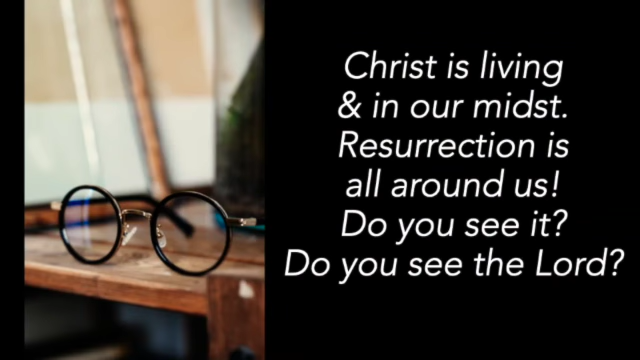 Christ is living
& in our midst.
Resurrection is
all around us!
Do you see it?
Do you see the Lord?